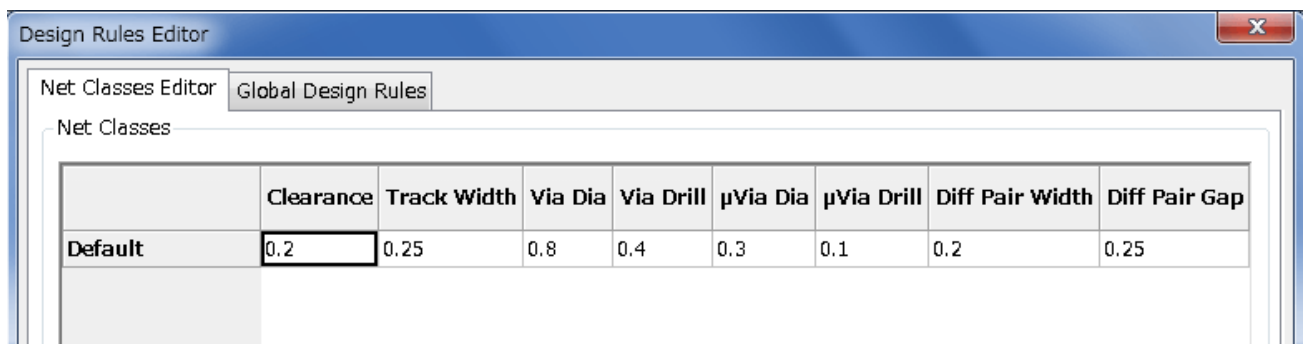 Design Rules Editor
Net Classes Editor Global Design Rules
Net Classes
Clearance Track Width Via Dia Via Drill µVia Dia µVia Drill Diff Pair Width Diff Pair Gap
Default 0.2 0.25 0.8 0.4 0.3 0.1 0.2 0.25